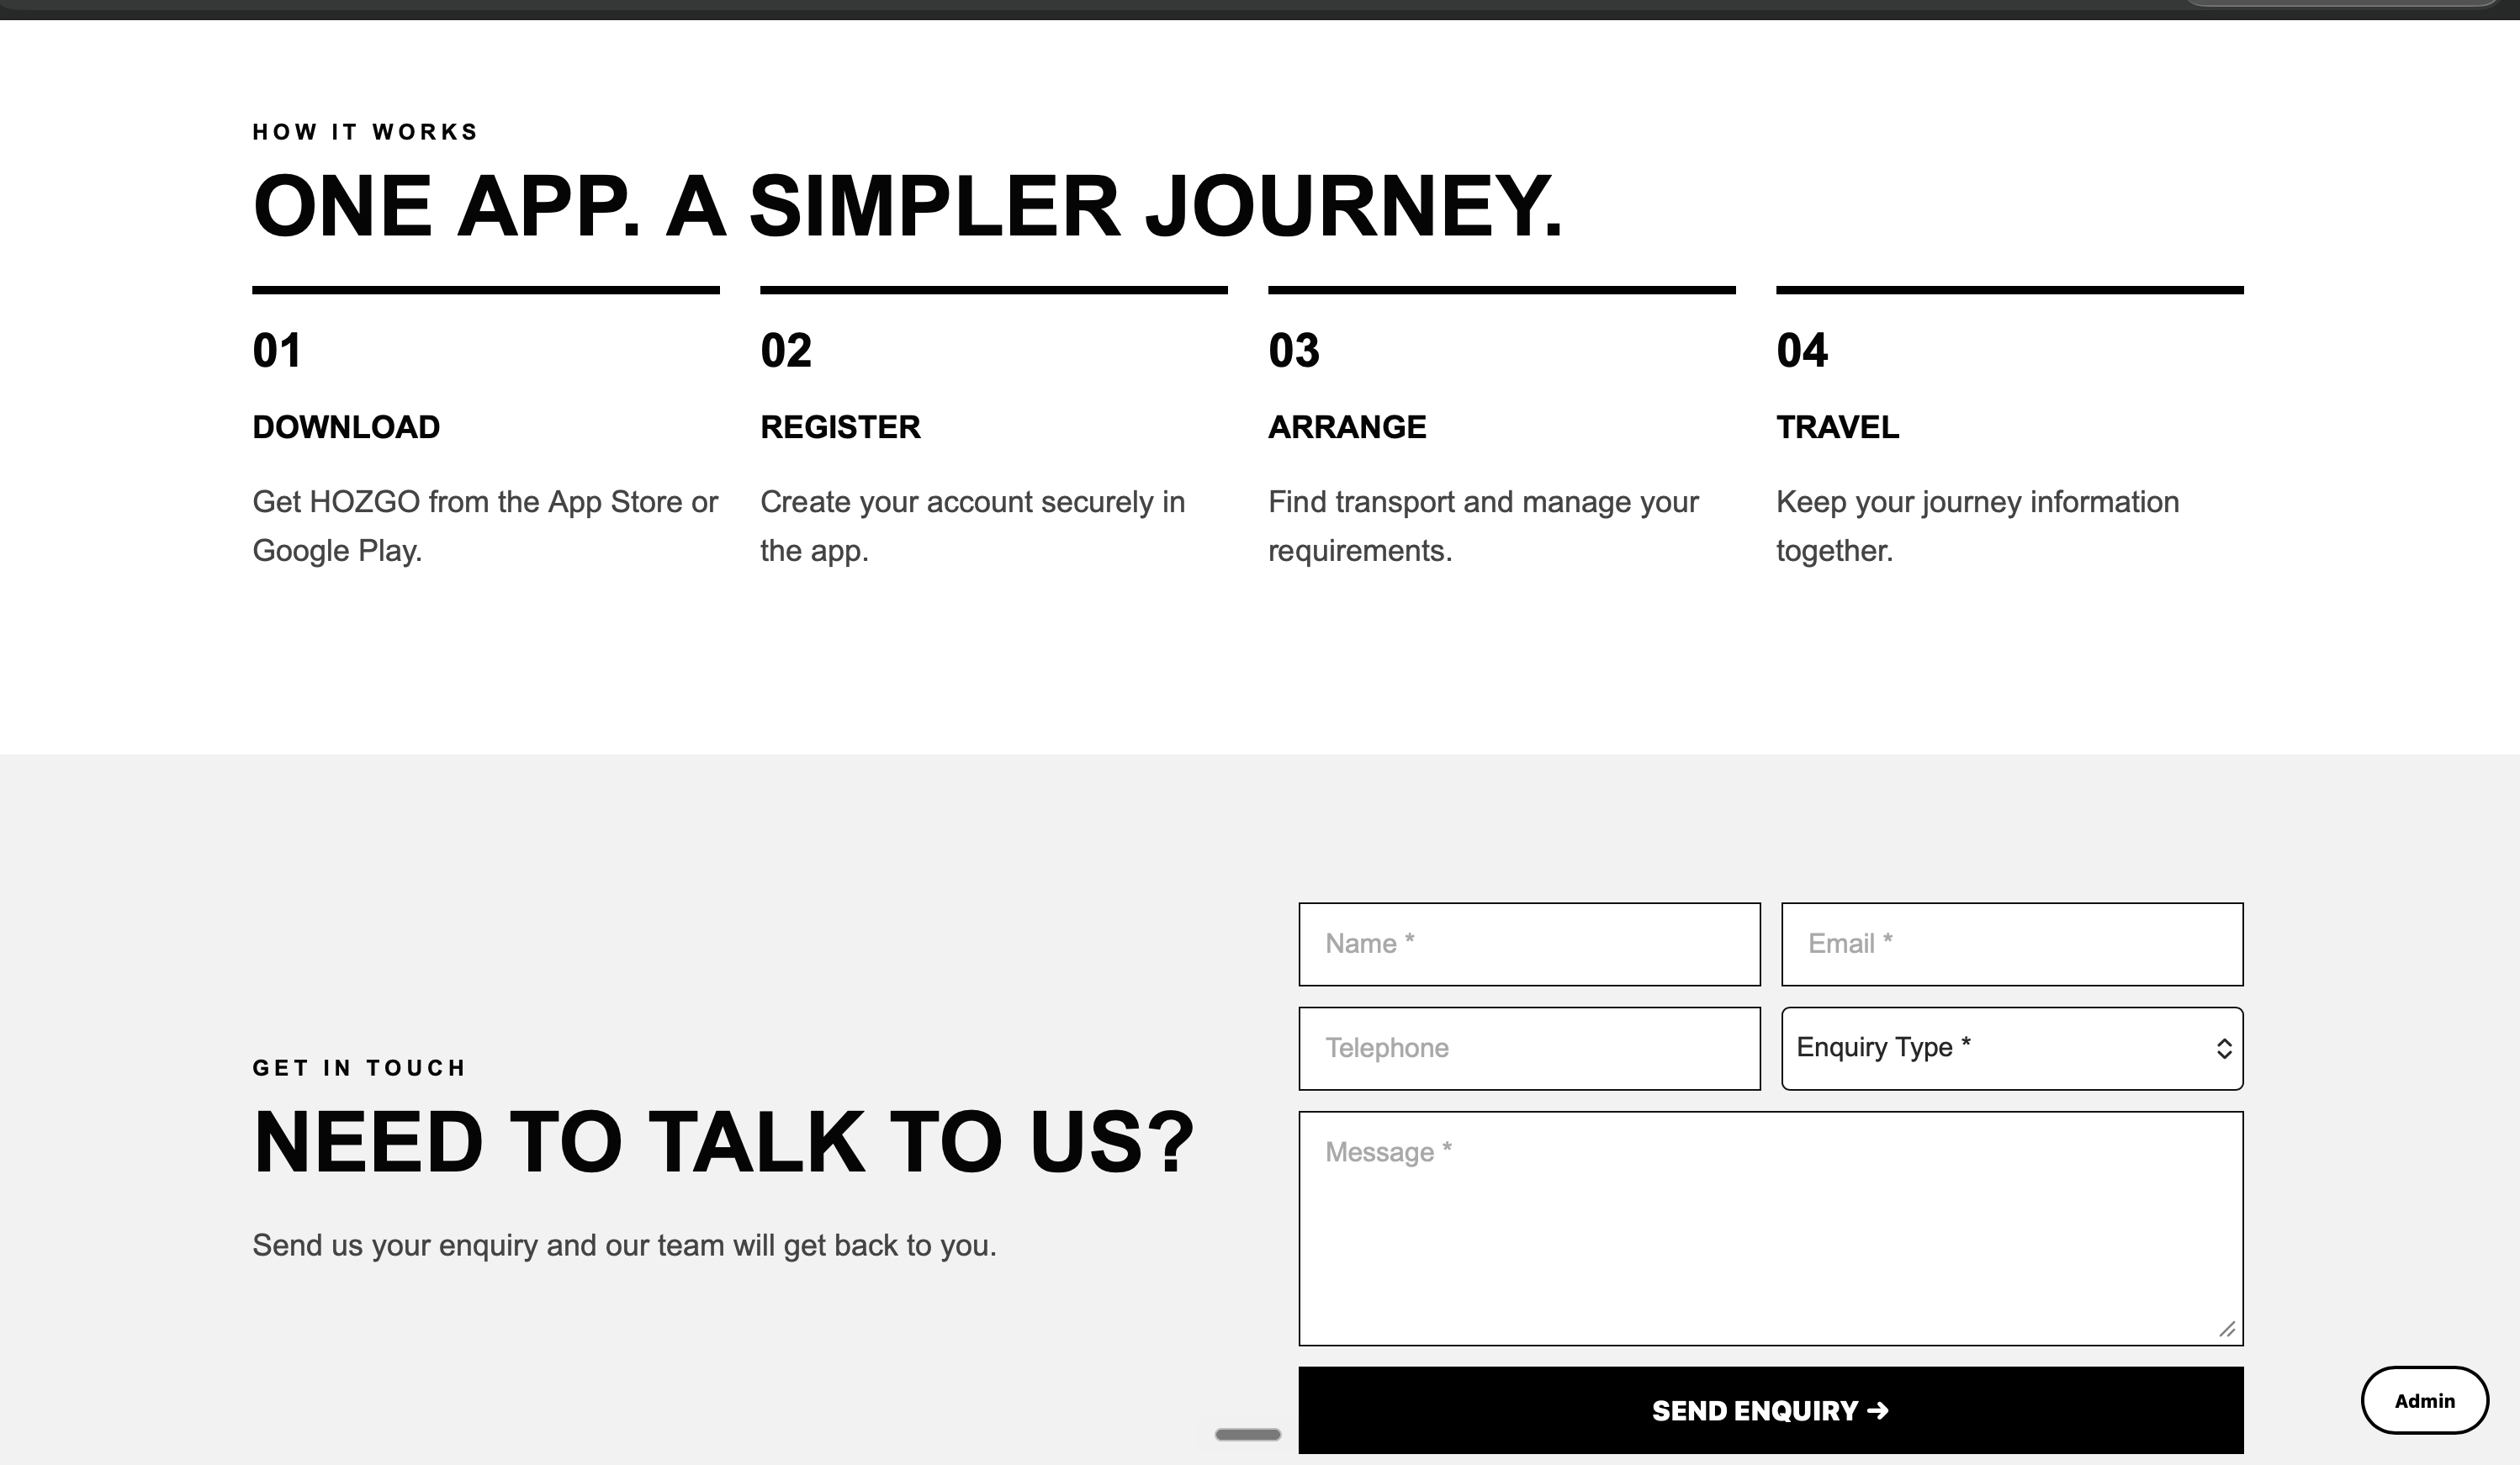 HOW IT WORKS
ONE APP. A SIMPLER JOURNEY.
01
DOWNLOAD
Get HOZGO from the App Store or
Google Play.
02
REGISTER
Create your account securely in
the app.
03
ARRANGE
Find transport and manage your
requirements.
04
TRAVEL
Keep your journey information
together.
GET IN TOUCH
NEED TO TALK TO US?
Send us your enquiry and our team will get back to you.
Name *
Email *
Telephone
Enquiry Type *
Message *
SEND ENQUIRY →
Admin